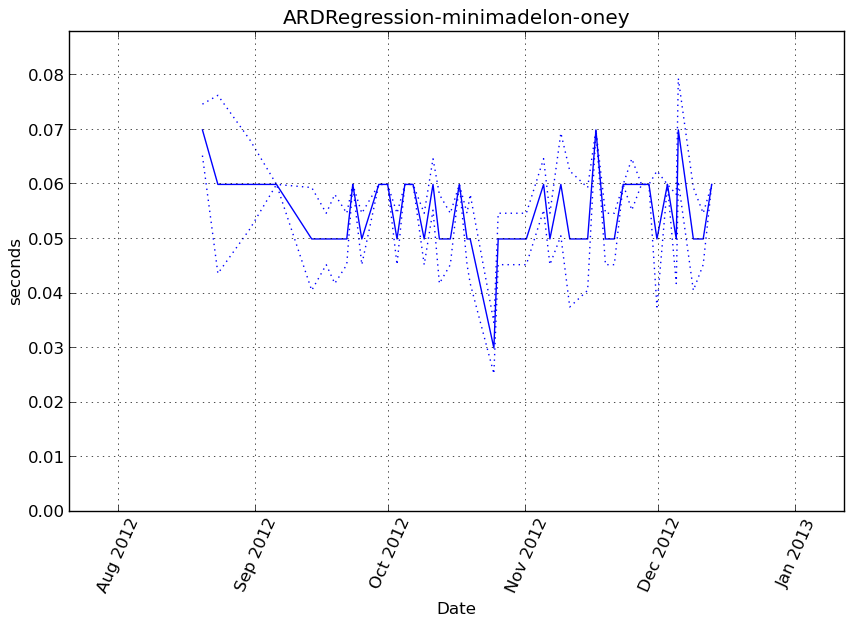 ARDRegression-minimadelon-oney
0.08
0.07
0.06
0.05
0.04
0.03
0.02
0.01
0.00
seconds
Aug 2012
Sep 2012
Oct 2012
Nov 2012
Dec 2012
Jan 2013
Date